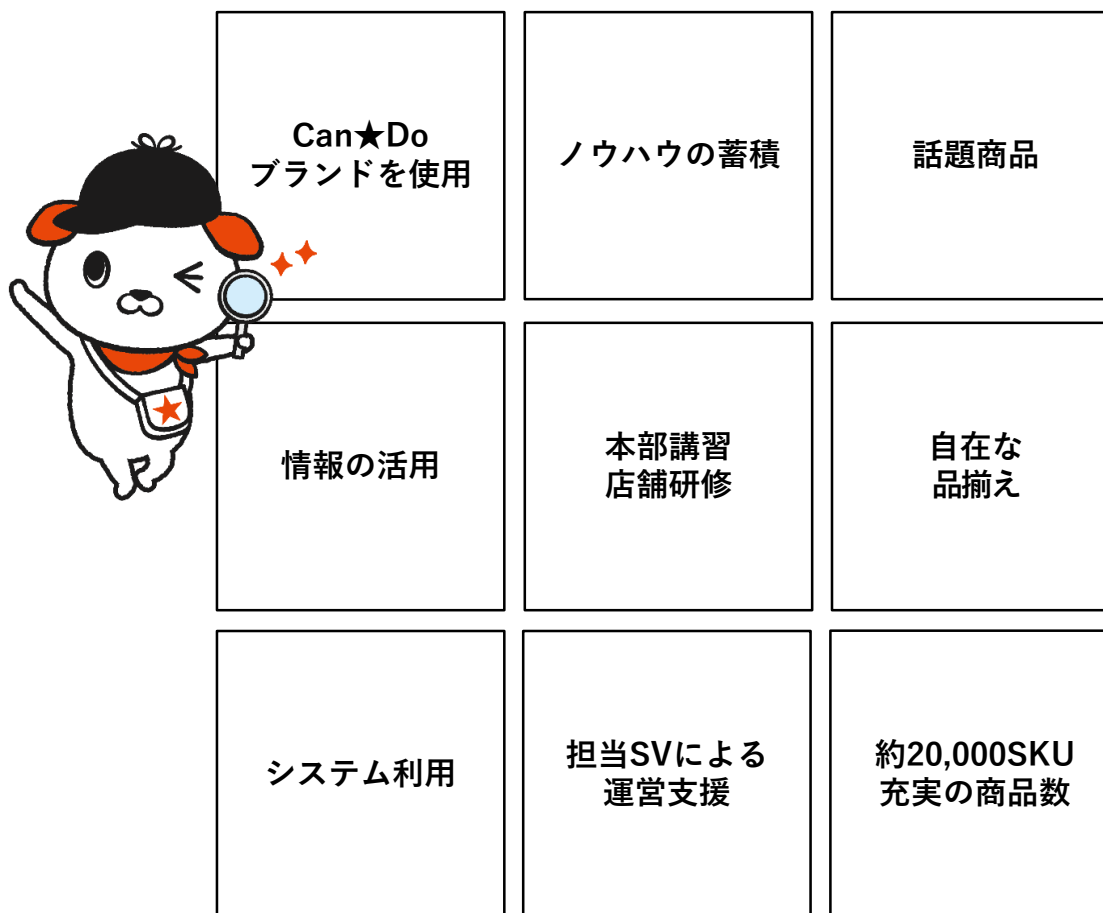 Can★Do
ブランドを使用
ノウハウの蓄積
話題商品
情報の活用
本部講習
店舗研修
自在な
品揃え
システム利用
担当SVによる
運営支援
約20,000SKU
充実の商品数